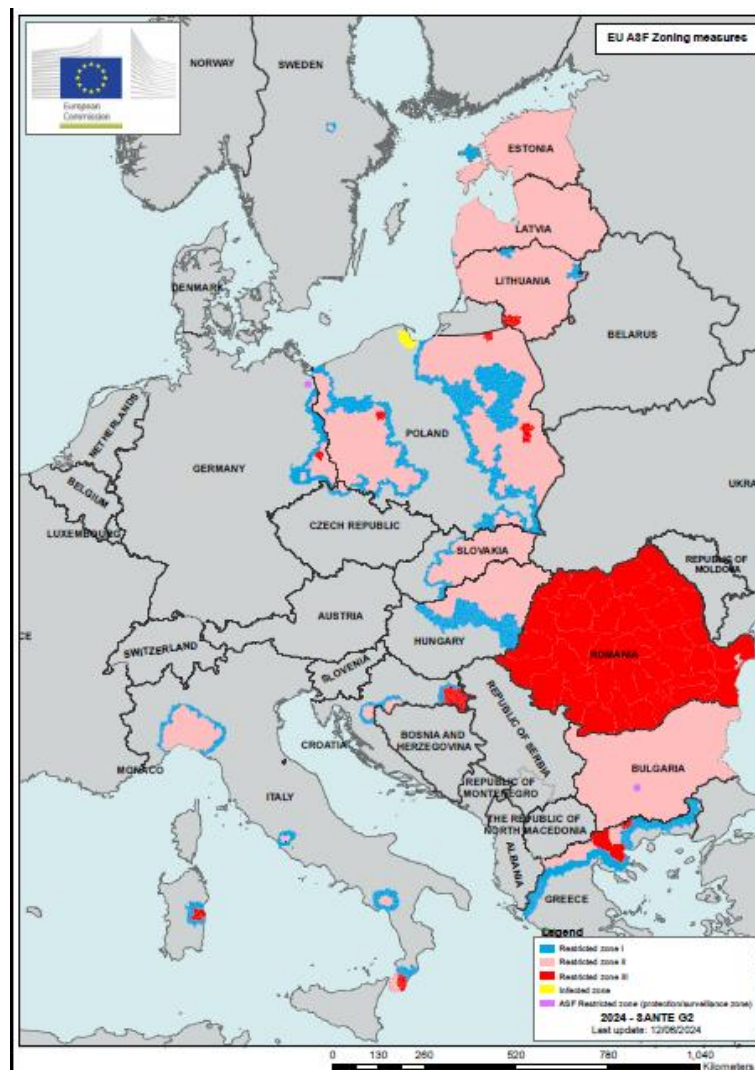 EU ASF Zoning measures
European
Commission
NORWAY
SWEDEN
ESTONIA
LATVIA
LITHUANIA
DENMARK
BELARUS
NETHERLANDS
POLAND
GERMANY
BELGIUM
UKRA
LUXEMBOURG
CZECH REPUBLIC
SLOVAKIA
REPUBLIC OF
MOLDOVA
AUSTRIA
CE
HUNGARY
SWITZERLAND
ROMANIA
SLOVENIA
REPUBLIC OF SERBIA
CROATIA
BOSNIA AND
HERZEGOVINA
MONACO
BULGARIA
ITALY
REPUBLIC OF
MONTENEGRO
THE REPUBLIC OF
NORTH MACEDONIA
ALBANIA
GREECE
Legend
Restricted zone I
Restricted zone II
Restricted zone III
Infected zone
ASF Restricted zone (protection/surveillance zone)
2024 - SANTE G2
Last update: 12/06/2024
0 130 260 520 780 1,040
Kilometers